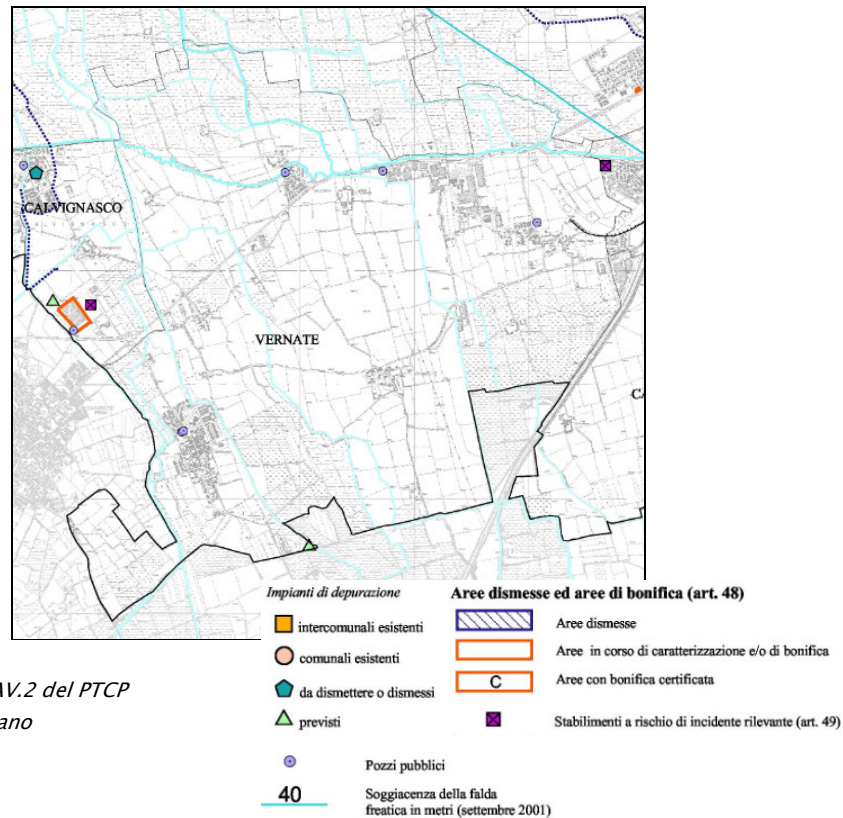 CALVIGNASCO
VERNATE
CA
AV.2 del PTCP
ano
Impianti di depurazione
intercomunali esistenti
comunali esistenti
da dismettere o dismessi
previsti
Pozzi pubblici
40
Soggiacenza della falda
freatica in metri (settembre 2001)
Aree dismesse ed aree di bonifica (art. 48)
Aree dismesse
Aree in corso di caratterizzazione e/o di bonifica
C
Aree con bonifica certificata
Stabilimenti a rischio di incidente rilevante (art. 49)